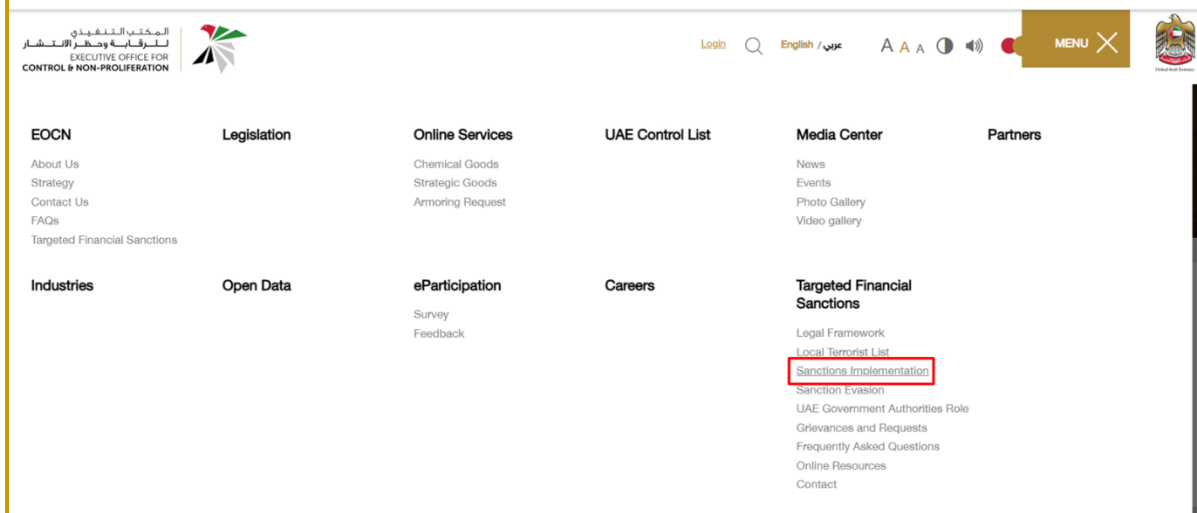 المكتب التنفيذي
للرقابة وحظر الانتشار
EXECUTIVE OFFICE FOR
CONTROL & NON-PROLIFERATION
Login
English / عربي
A A A
MENU
United Arab Emirates
EOCN
About Us
Strategy
Contact Us
FAQs
Targeted Financial Sanctions
Legislation
Online Services
Chemical Goods
Strategic Goods
Armoring Request
UAE Control List
Media Center
News
Events
Photo Gallery
Video gallery
Partners
Industries
Open Data
eParticipation
Survey
Feedback
Careers
Targeted Financial
Sanctions
Legal Framework
Local Terrorist List
Sanctions Implementation
Sanction Evasion
UAE Government Authorities Role
Grievances and Requests
Frequently Asked Questions
Online Resources
Contact